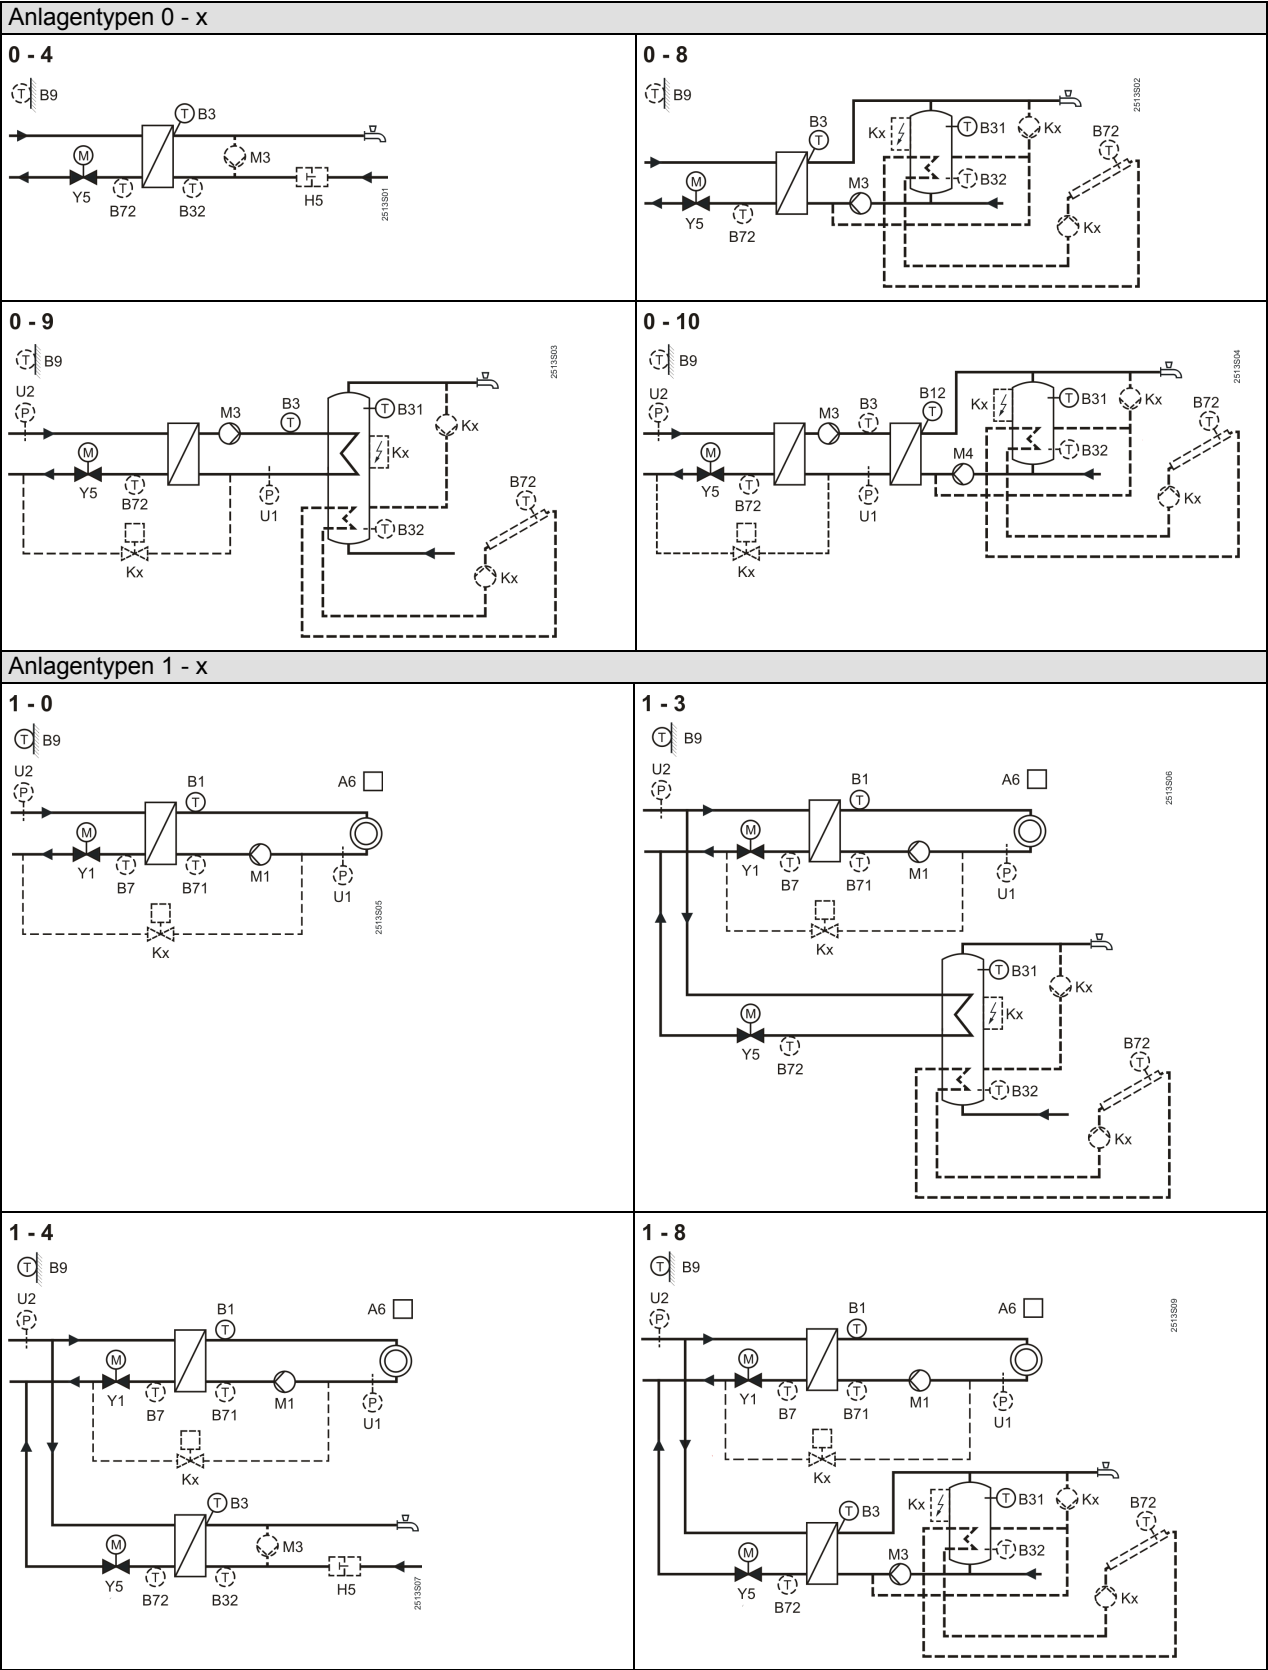 Anlagentypen 0 - x
0 - 4
T B9
T B3
M
M3
Y5
T
B72
T
B32
H5
2513S01
0 - 8
T B9
B3
T
Kx
T B31
Kx
B72
T
2513S02
M
M3
T B32
Y5
T
B72
Kx
0 - 9
T B9
2513S03
U2
P
M3
B3
T
T B31
Kx
M
Kx
Y5
T
B72
P
U1
B72
T
T B32
Kx
Kx
0 - 10
T B9
2513S04
U2
P
M3
B3
T
B12
T
Kx
T B31
Kx
B72
T
M
M4
T B32
Y5
T
B72
P
U1
Kx
Kx
Anlagentypen 1 - x
1 - 0
T B9
U2
P
B1
T
A6
M
Y1
T
B7
T
B71
M1
P
U1
Kx
2513S05
1 - 3
T B9
2513S06
U2
P
B1
T
A6
M
Y1
T
B7
T
B71
M1
P
U1
Kx
T B31
Kx
Kx
M
Y5
T
B72
B72
T
T B32
Kx
1 - 4
T B9
U2
P
B1
T
A6
M
Y1
T
B7
T
B71
M1
P
U1
Kx
T B3
M
M3
Y5
T
B72
T
B32
H5
2513S07
1 - 8
T B9
2513S09
U2
P
B1
T
A6
M
Y1
T
B7
T
B71
M1
P
U1
Kx
T B3
Kx
T B31
Kx
B72
T
M
M3
T B32
Y5
T
B72
Kx